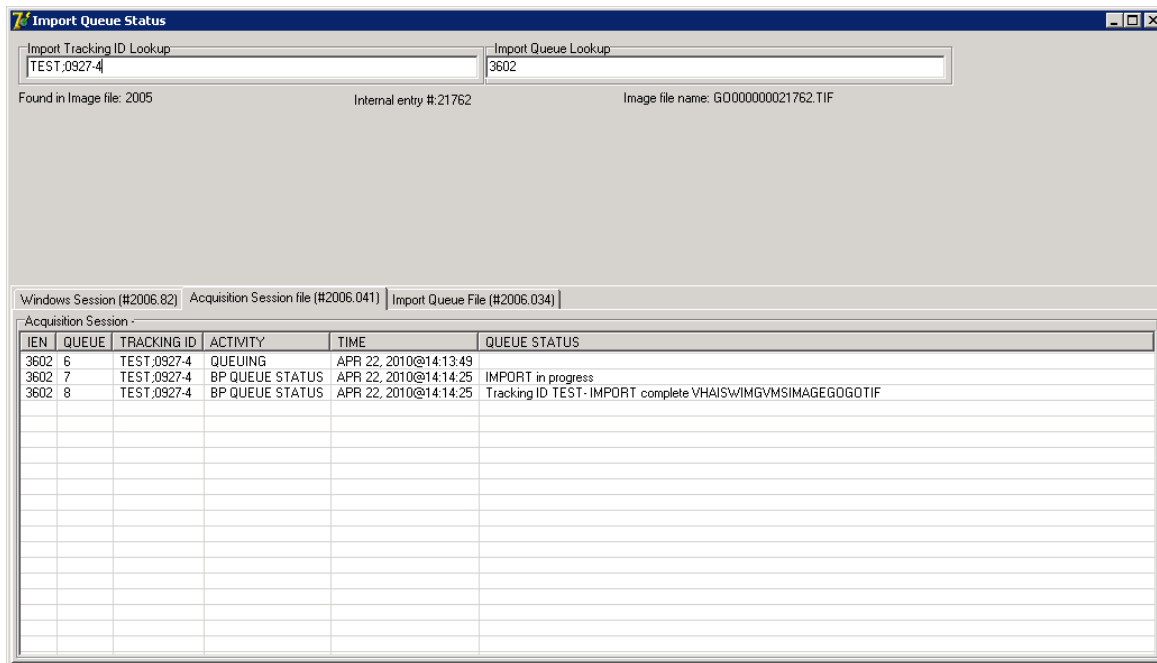 Import Queue Status
Import Tracking ID Lookup Import Queue Lookup
TEST;0927-4 3602
Found in Image file: 2005 Internal entry #:21762 Image file name: GO000000021762.TIF
Windows Session (#2006.82) Acquisition Session file (#2006.041) Import Queue File (#2006.034)
Acquisition Session -
IEN QUEUE TRACKING ID ACTIVITY TIME QUEUE STATUS
3602 6 TEST;0927-4 QUEUING APR 22, 2010@14:13:49
3602 7 TEST;0927-4 BP QUEUE STATUS APR 22, 2010@14:14:25 IMPORT in progress
3602 8 TEST;0927-4 BP QUEUE STATUS APR 22, 2010@14:14:25 Tracking ID TEST- IMPORT complete VHAISWIMGVMSIMAGEGOGOTIF